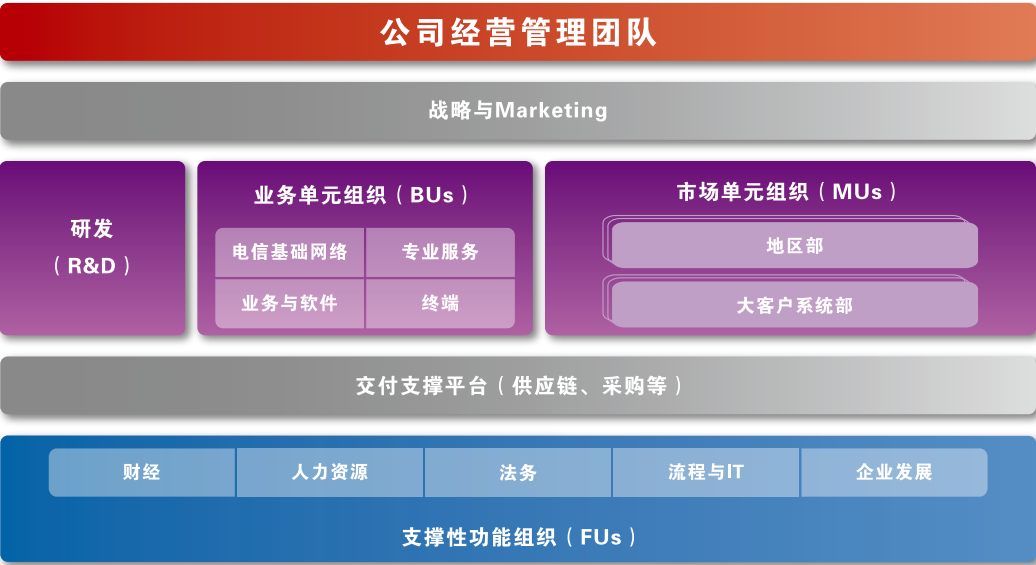 公司经营管理团队
战略与Marketing
研发
（R&D）
业务单元组织（BUs）
电信基础网络
专业服务
业务与软件
终端
市场单元组织（MUs）
地区部
大客户系统部
交付支撑平台（供应链、采购等）
财经
人力资源
法务
流程与IT
企业发展
支撑性功能组织（FUs）